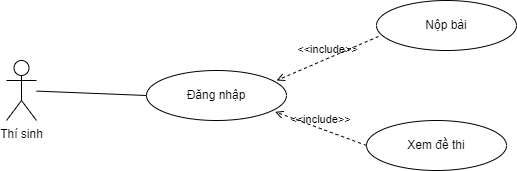 Nộp bài
<<include>>
Đăng nhập
Thí sinh
<<include>>
Xem đề thi